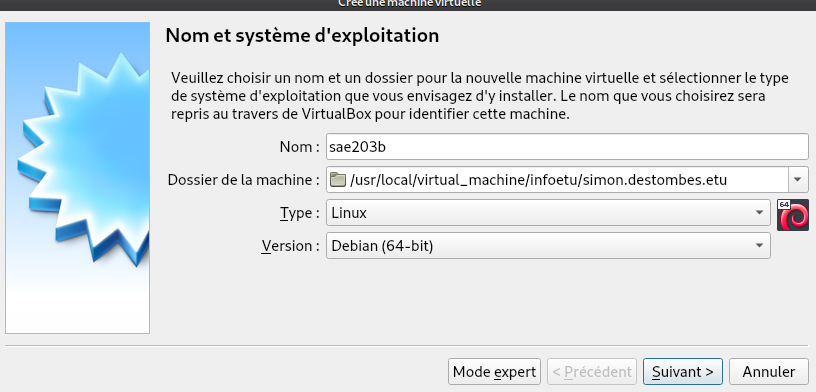 Crée une machine virtuelle
Nom et système d'exploitation
Veuillez choisir un nom et un dossier pour la nouvelle machine virtuelle et sélectionner le type
de système d'exploitation que vous envisagez d'y installer. Le nom que vous choisirez sera
repris au travers de VirtualBox pour identifier cette machine.
Nom : sae203b
Dossier de la machine : /usr/local/virtual_machine/infoetu/simon.destombes.etu
Type : Linux
64
Version : Debian (64-bit)
Mode expert < Précédent Suivant > Annuler